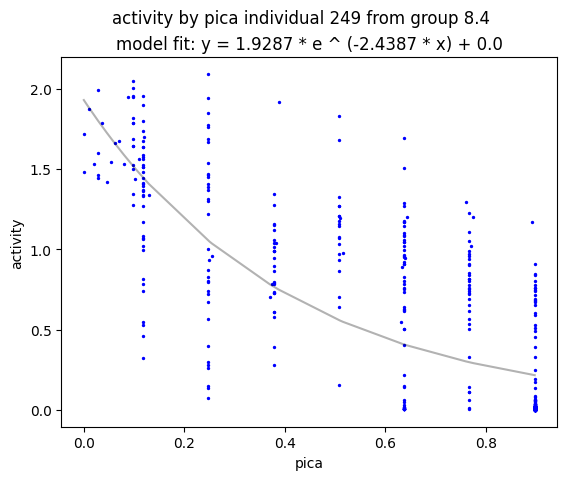 activity by pica individual 249 from group 8.4
model fit: y = 1.9287 * e ^ (-2.4387 * x) + 0.0
2.0
1.5
1.0
0.5
0.0
activity
0.0 0.2 0.4 0.6 0.8
pica